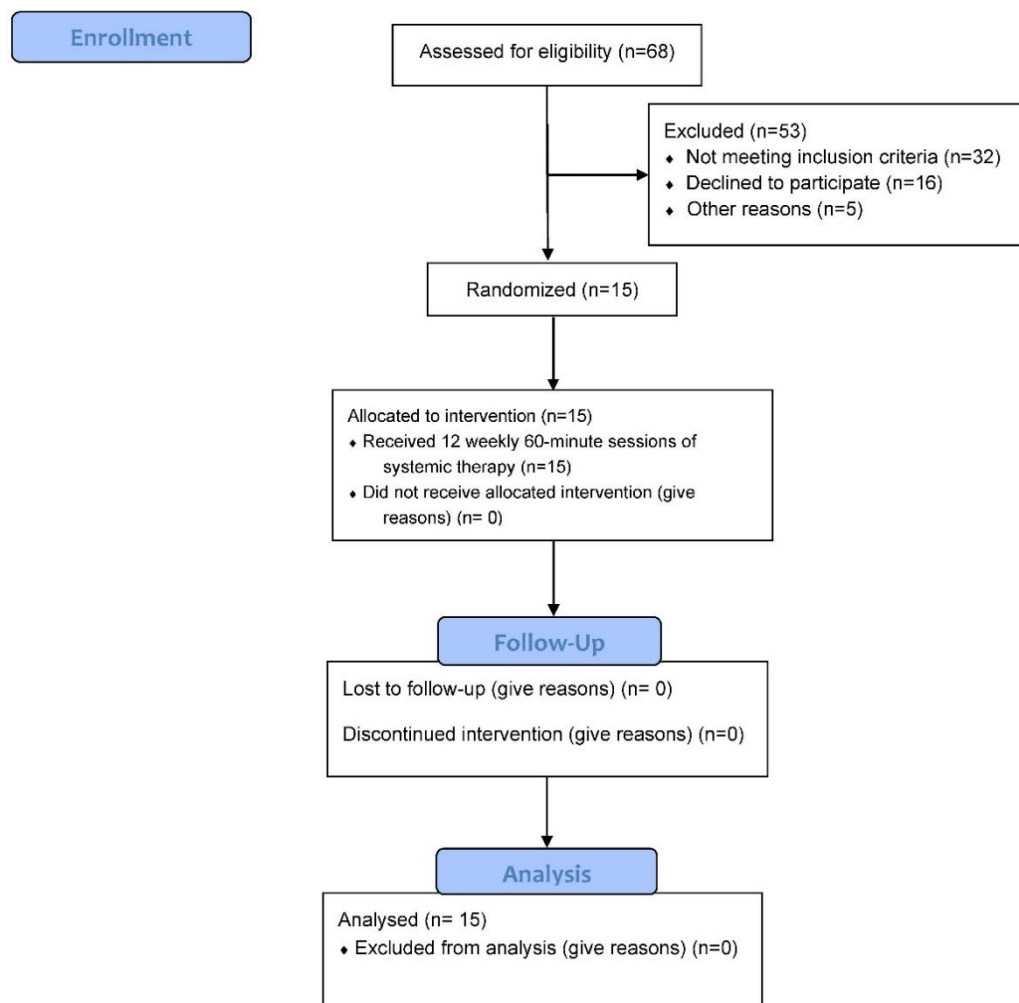 Enrollment
Assessed for eligibility (n=68)
Excluded (n=53)
♦ Not meeting inclusion criteria (n=32)
♦ Declined to participate (n=16)
♦ Other reasons (n=5)
Randomized (n=15)
Allocated to intervention (n=15)
♦ Received 12 weekly 60-minute sessions of
systemic therapy (n=15)
♦ Did not receive allocated intervention (give
reasons) (n= 0)
Follow-Up
Lost to follow-up (give reasons) (n= 0)
Discontinued intervention (give reasons) (n=0)
Analysis
Analysed (n= 15)
♦ Excluded from analysis (give reasons) (n=0)